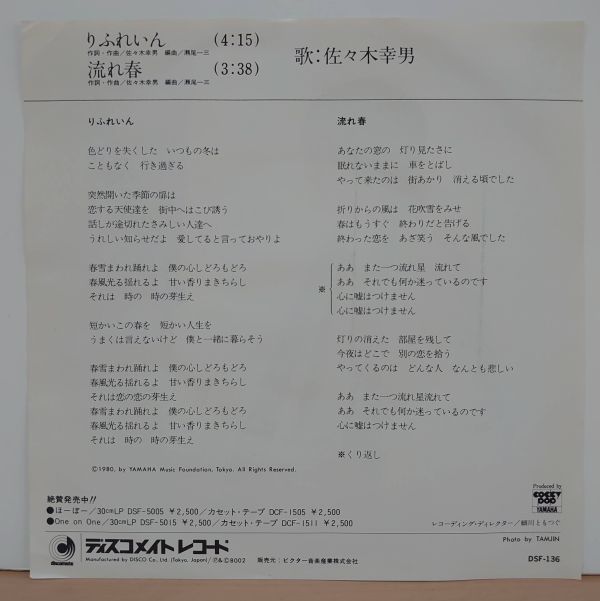 りふれいん (4:15)
作詞・作曲/佐々木幸男 編曲/瀬尾一三
流れ春 (3:38)
作詞・作曲/佐々木幸男 編曲/瀬尾一三
歌:佐々木幸男
りふれいん
色どりを失くした いつもの冬は
こともなく 行き過ぎる
突然開いた季節の扉は
恋する天使達を 街中へはこび誘う
話しが途切れたさみしい人達へ
うれしい知らせだよ 愛してると言っておやりよ
春雪まわれ踊れよ 僕の心しどろもどろ
春風光る揺れるよ 甘い香りまきちらし
それは 時の 時の芽生え
短かいこの春を 短かい人生を
うまくは言えないけど 僕と一緒に暮らそう
春雪まわれ踊れよ 僕の心しどろもどろ
春風光る揺れるよ 甘い香りまきちらし
それは恋の恋の芽生え
春雪まわれ踊れよ 僕の心しどろもどろ
春風光る揺れるよ 甘い香りまきちらし
それは 時の 時の芽生え
流れ春
あなたの窓の 灯り見たさに
眠れないままに 車をとばし
やって来たのは 街あかり 消える頃でした
折りからの風は 花吹雪をみせ
春はもうすぐ 終わりだと告げる
終わった恋を あざ笑う そんな風でした
ああ また一つ流れ星 流れて
※ ああ それでも何か迷っているのです
心に嘘はつけません
心に嘘はつけません
灯りの消えた 部屋を残して
今夜はどこで 別の恋を拾う
やってくるのは どんな人 なんとも悲しい
ああ また一つ流れ星流れて
ああ それでも何か迷っているのです
心に嘘はつけません
※くり返し
©1980, by YAMAHA Music Foundation, Tokyo. All Rights Reserved.
絶賛発売中!!
●ほーぼー/30cmLP DSF-5005 ¥2,500/カセット・テープ DCF-1505 ¥2,500
●One on One/30cmLP DSF-5015 ¥2,500/カセット・テープ DCF-1511 ¥2,500
Produced by
COCKY POP
YAMAHA
レコーディング・ディレクター/細川ともつぐ
Photo by TAMJIN
discomate
ディスコメイト レコード
Manufactured by DISCO Co., Ltd. (Tokyo, Japan)/Ⓟ&©8002 販売元:ビクター音楽産業株式会社
DSF-136